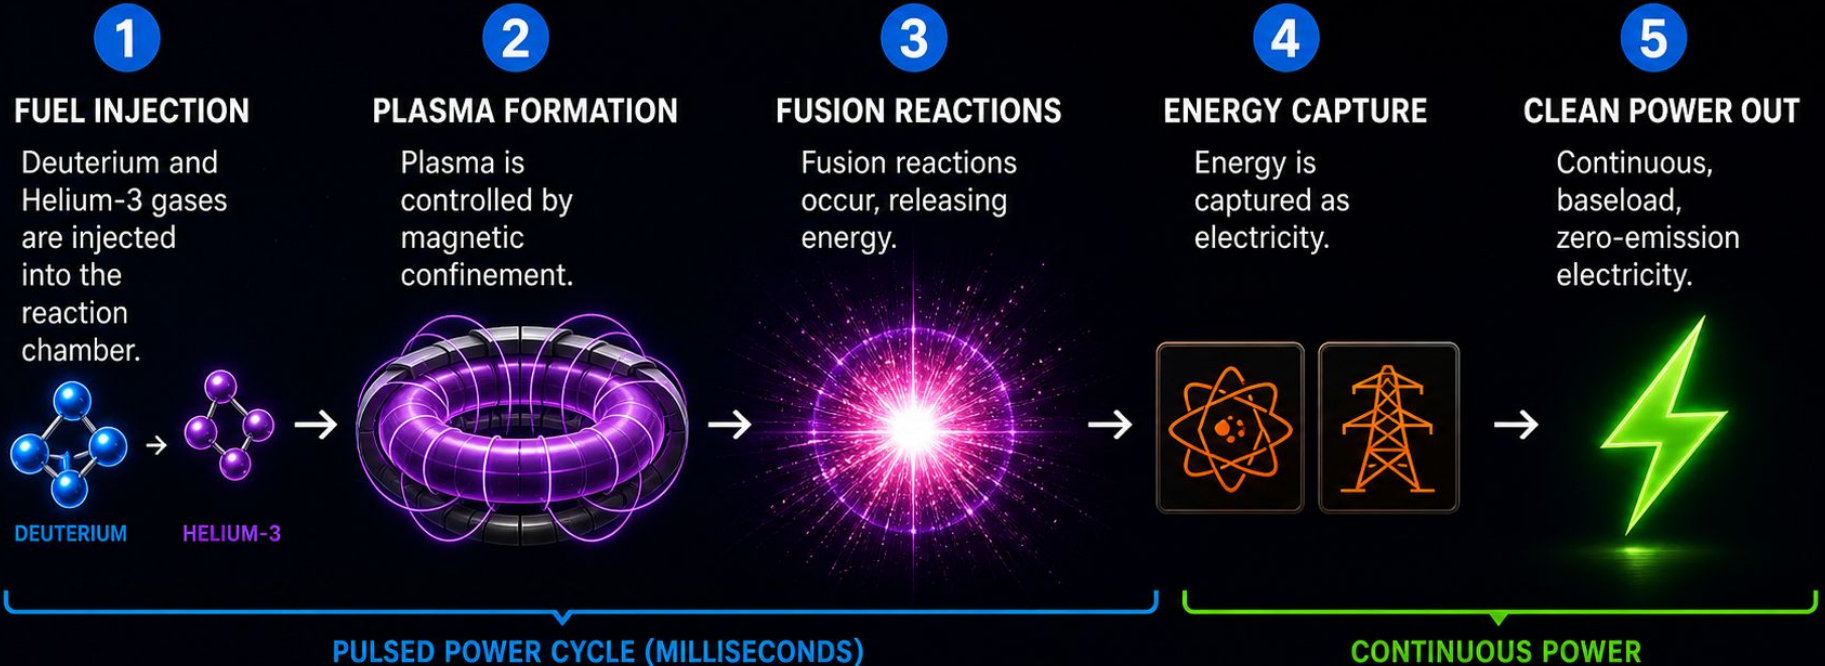 1
FUEL INJECTION
Deuterium and
Helium-3 gases
are injected
into the
reaction
chamber.
DEUTERIUM
HELIUM-3
2
PLASMA FORMATION
Plasma is
controlled by
magnetic
confinement.
3
FUSION REACTIONS
Fusion reactions
occur, releasing
energy.
4
ENERGY CAPTURE
Energy is
captured as
electricity.
5
CLEAN POWER OUT
Continuous,
baseload,
zero-emission
electricity.
PULSED POWER CYCLE (MILLISECONDS)
CONTINUOUS POWER